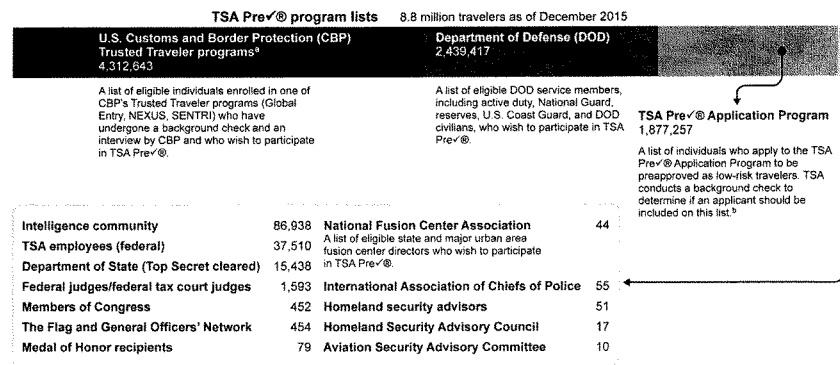 TSA Pre✓® program lists 8.8 million travelers as of December 2015
U.S. Customs and Border Protection (CBP)
Trusted Traveler programsᵃ
4,312,643
Department of Defense (DOD)
2,439,417
A list of eligible individuals enrolled in one of
CBP's Trusted Traveler programs (Global
Entry, NEXUS, SENTRI) who have
undergone a background check and an
interview by CBP and who wish to participate
in TSA Pre✓®.
A list of eligible DOD service members,
including active duty, National Guard,
reserves, U.S. Coast Guard, and DOD
civilians, who wish to participate in TSA
Pre✓®.
TSA Pre✓® Application Program
1,877,257
A list of individuals who apply to the TSA
Pre✓® Application Program to be
preapproved as low-risk travelers. TSA
conducts a background check to
determine if an applicant should be
included on this list.ᵇ
Intelligence community 86,938
TSA employees (federal) 37,510
Department of State (Top Secret cleared) 15,438
Federal judges/federal tax court judges 1,593
Members of Congress 452
The Flag and General Officers' Network 454
Medal of Honor recipients 79
National Fusion Center Association 44
A list of eligible state and major urban area
fusion center directors who wish to participate
in TSA Pre✓®.
International Association of Chiefs of Police 55
Homeland security advisors 51
Homeland Security Advisory Council 17
Aviation Security Advisory Committee 10